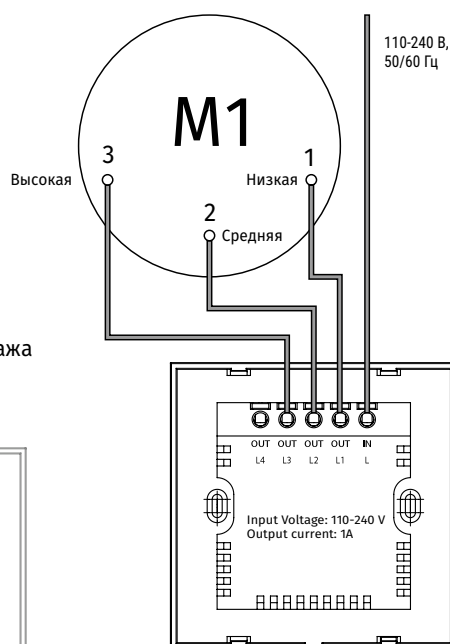 110-240 В,
50/60 Гц
M1
3
1
Высокая
Низкая
2
Средняя
ажа
OUT OUT OUT OUT IN
L4 L3 L2 L1 L
Input Voltage: 110-240 V
Output current: 1A